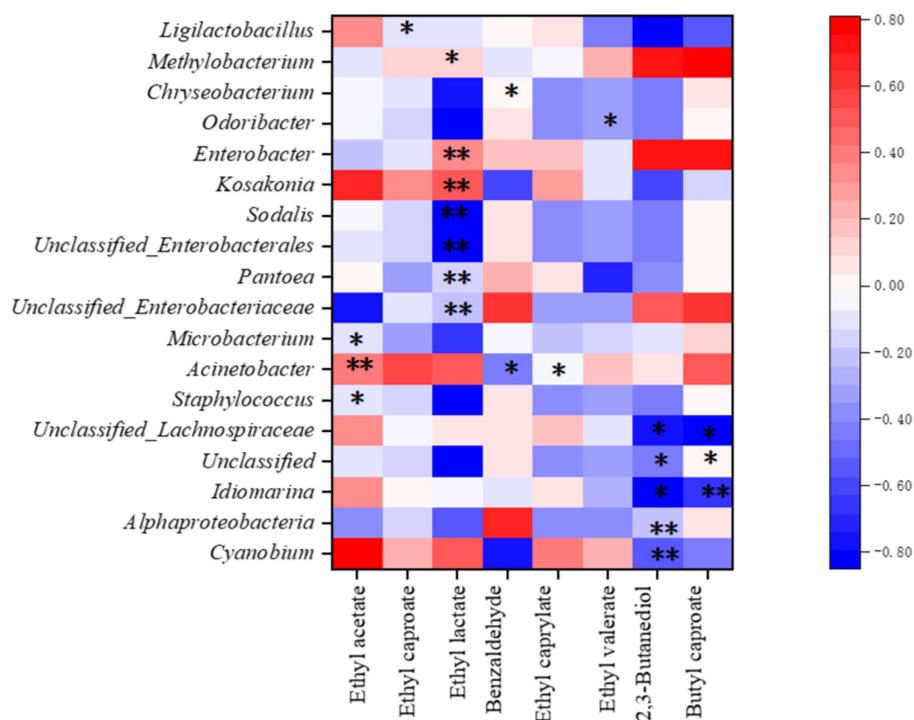 Ligilactobacillus
*
Methylobacterium
*
Chryseobacterium
*
Odoribacter
*
Enterobacter
**
Kosakonia
**
Sodalis
**
Unclassified_Enterobacterales
**
Pantoea
**
Unclassified_Enterobacteriaceae
**
Microbacterium
*
Acinetobacter
** * *
Staphylococcus
*
Unclassified_Lachnospiraceae
* *
Unclassified
* *
Idiomarina
* **
Alphaproteobacteria
**
Cyanobium
**
Ethyl acetate
Ethyl caproate
Ethyl lactate
Benzaldehyde
Ethyl caprylate
Ethyl valerate
2,3-Butanediol
Butyl caproate
0.80
0.60
0.40
0.20
0.00
-0.20
-0.40
-0.60
-0.80